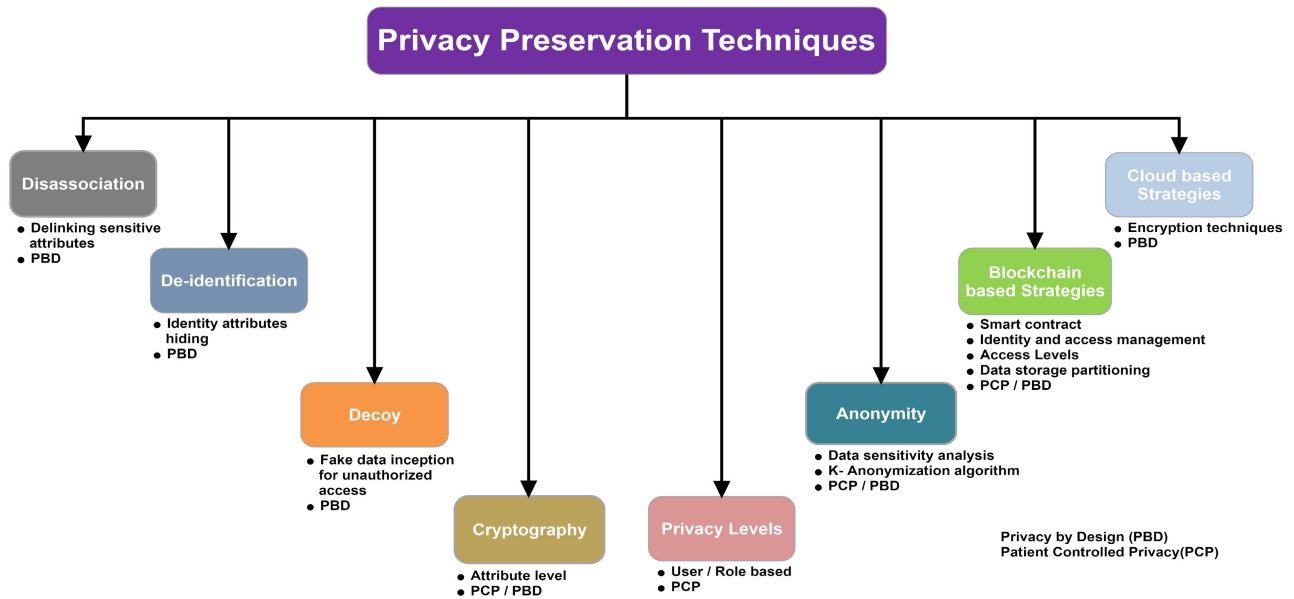 Privacy Preservation Techniques
Disassociation
● Delinking sensitive
attributes
● PBD
De-identification
● Identity attributes
hiding
● PBD
Decoy
● Fake data inception
for unauthorized
access
● PBD
Cryptography
● Attribute level
● PCP / PBD
Privacy Levels
● User / Role based
● PCP
Anonymity
● Data sensitivity analysis
● K- Anonymization algorithm
● PCP / PBD
Blockchain
based Strategies
● Smart contract
● Identity and access management
● Access Levels
● Data storage partitioning
● PCP / PBD
Cloud based
Strategies
● Encryption techniques
● PBD
Privacy by Design (PBD)
Patient Controlled Privacy(PCP)